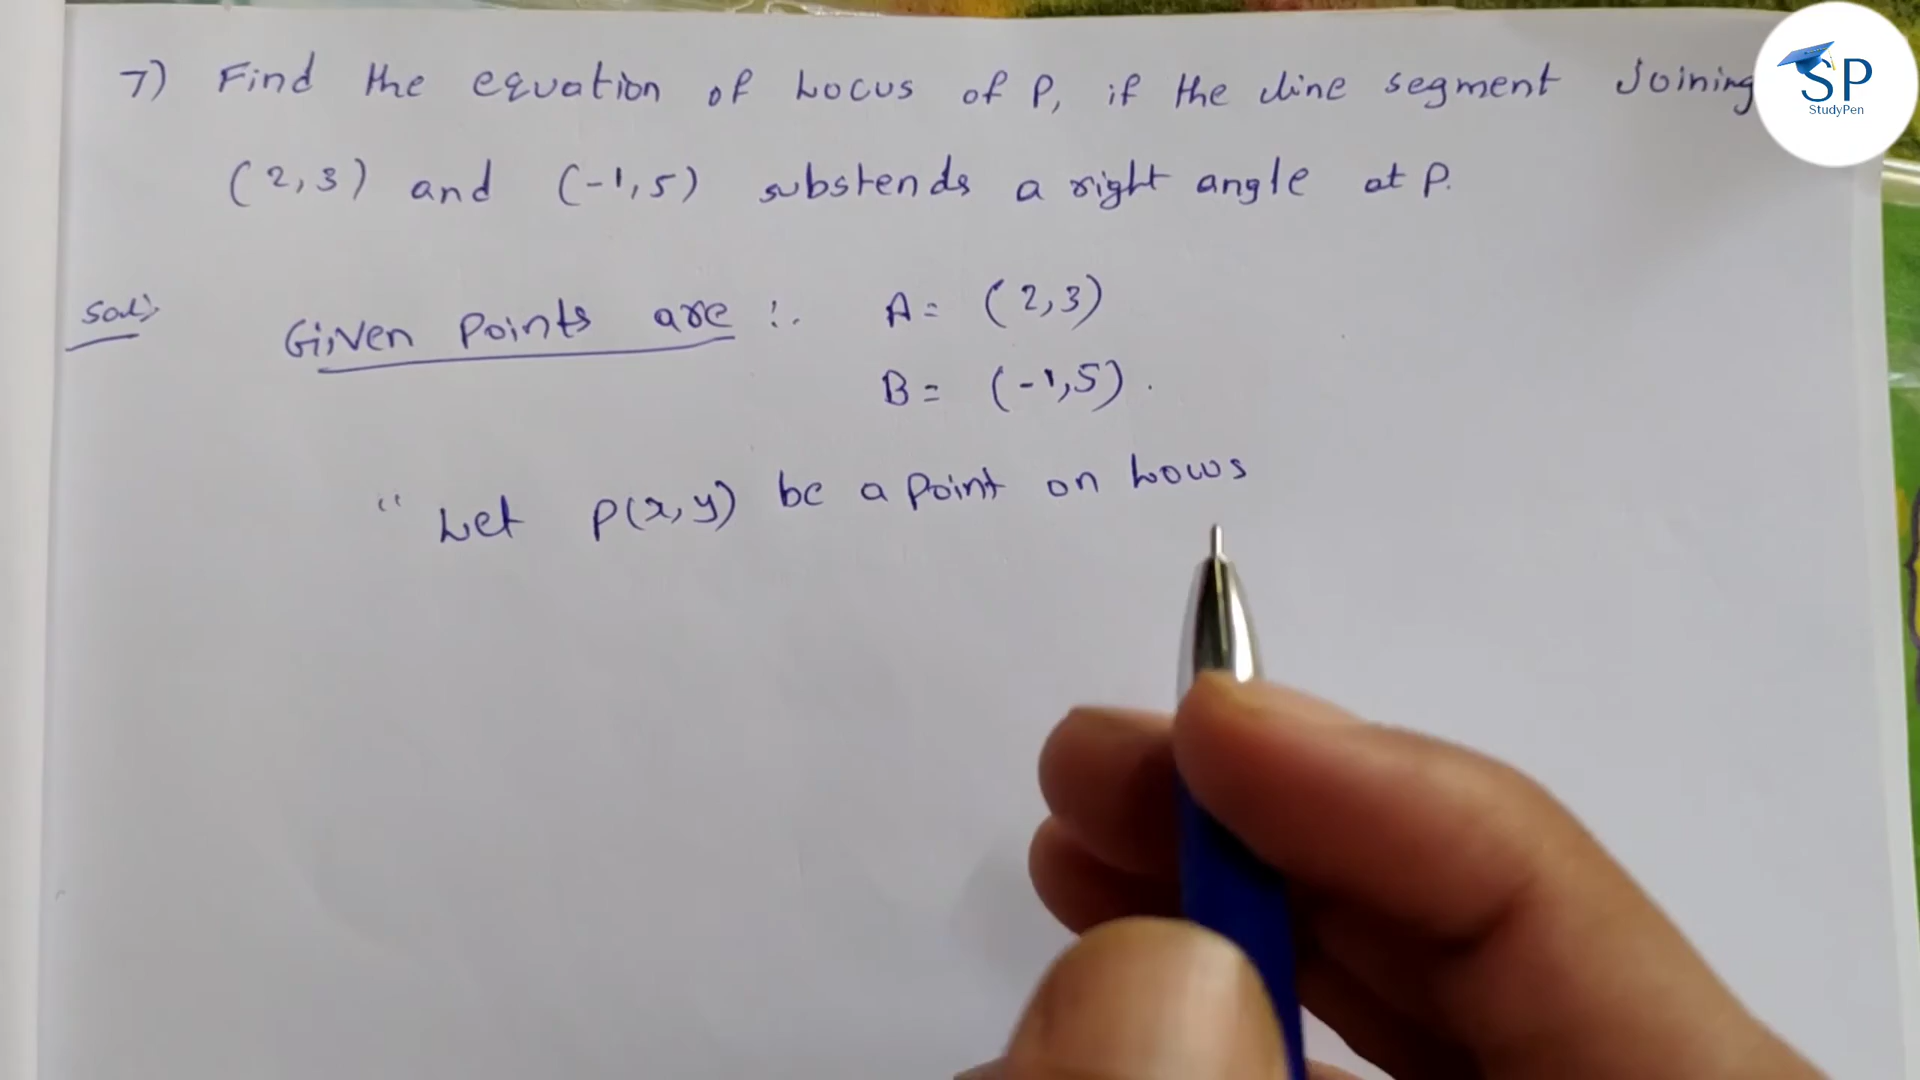 7) Find the equation of Locus of P, if the line segment Joining
(2,3) and (-1,5) substends a right angle at P.
Sol:
Given Points are :. A = (2,3)
B = (-1,5).
" Let P(x,y) be a Point on Locus
SP
StudyPen